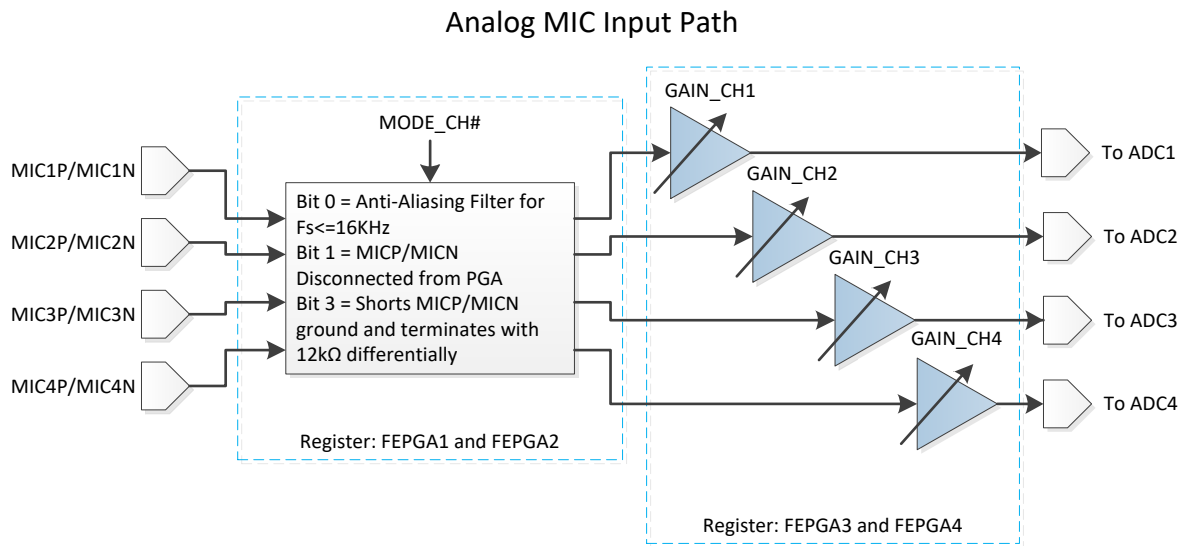 Analog MIC Input Path
GAIN_CH1
MODE_CH#
MIC1P/MIC1N
To ADC1
GAIN_CH2
Bit 0 = Anti-Aliasing Filter for
Fs<=16KHz
Bit 1 = MICP/MICN
Disconnected from PGA
Bit 3 = Shorts MICP/MICN
ground and terminates with
12kΩ differentially
MIC2P/MIC2N
To ADC2
GAIN_CH3
MIC3P/MIC3N
To ADC3
GAIN_CH4
MIC4P/MIC4N
To ADC4
Register: FEPGA1 and FEPGA2
Register: FEPGA3 and FEPGA4